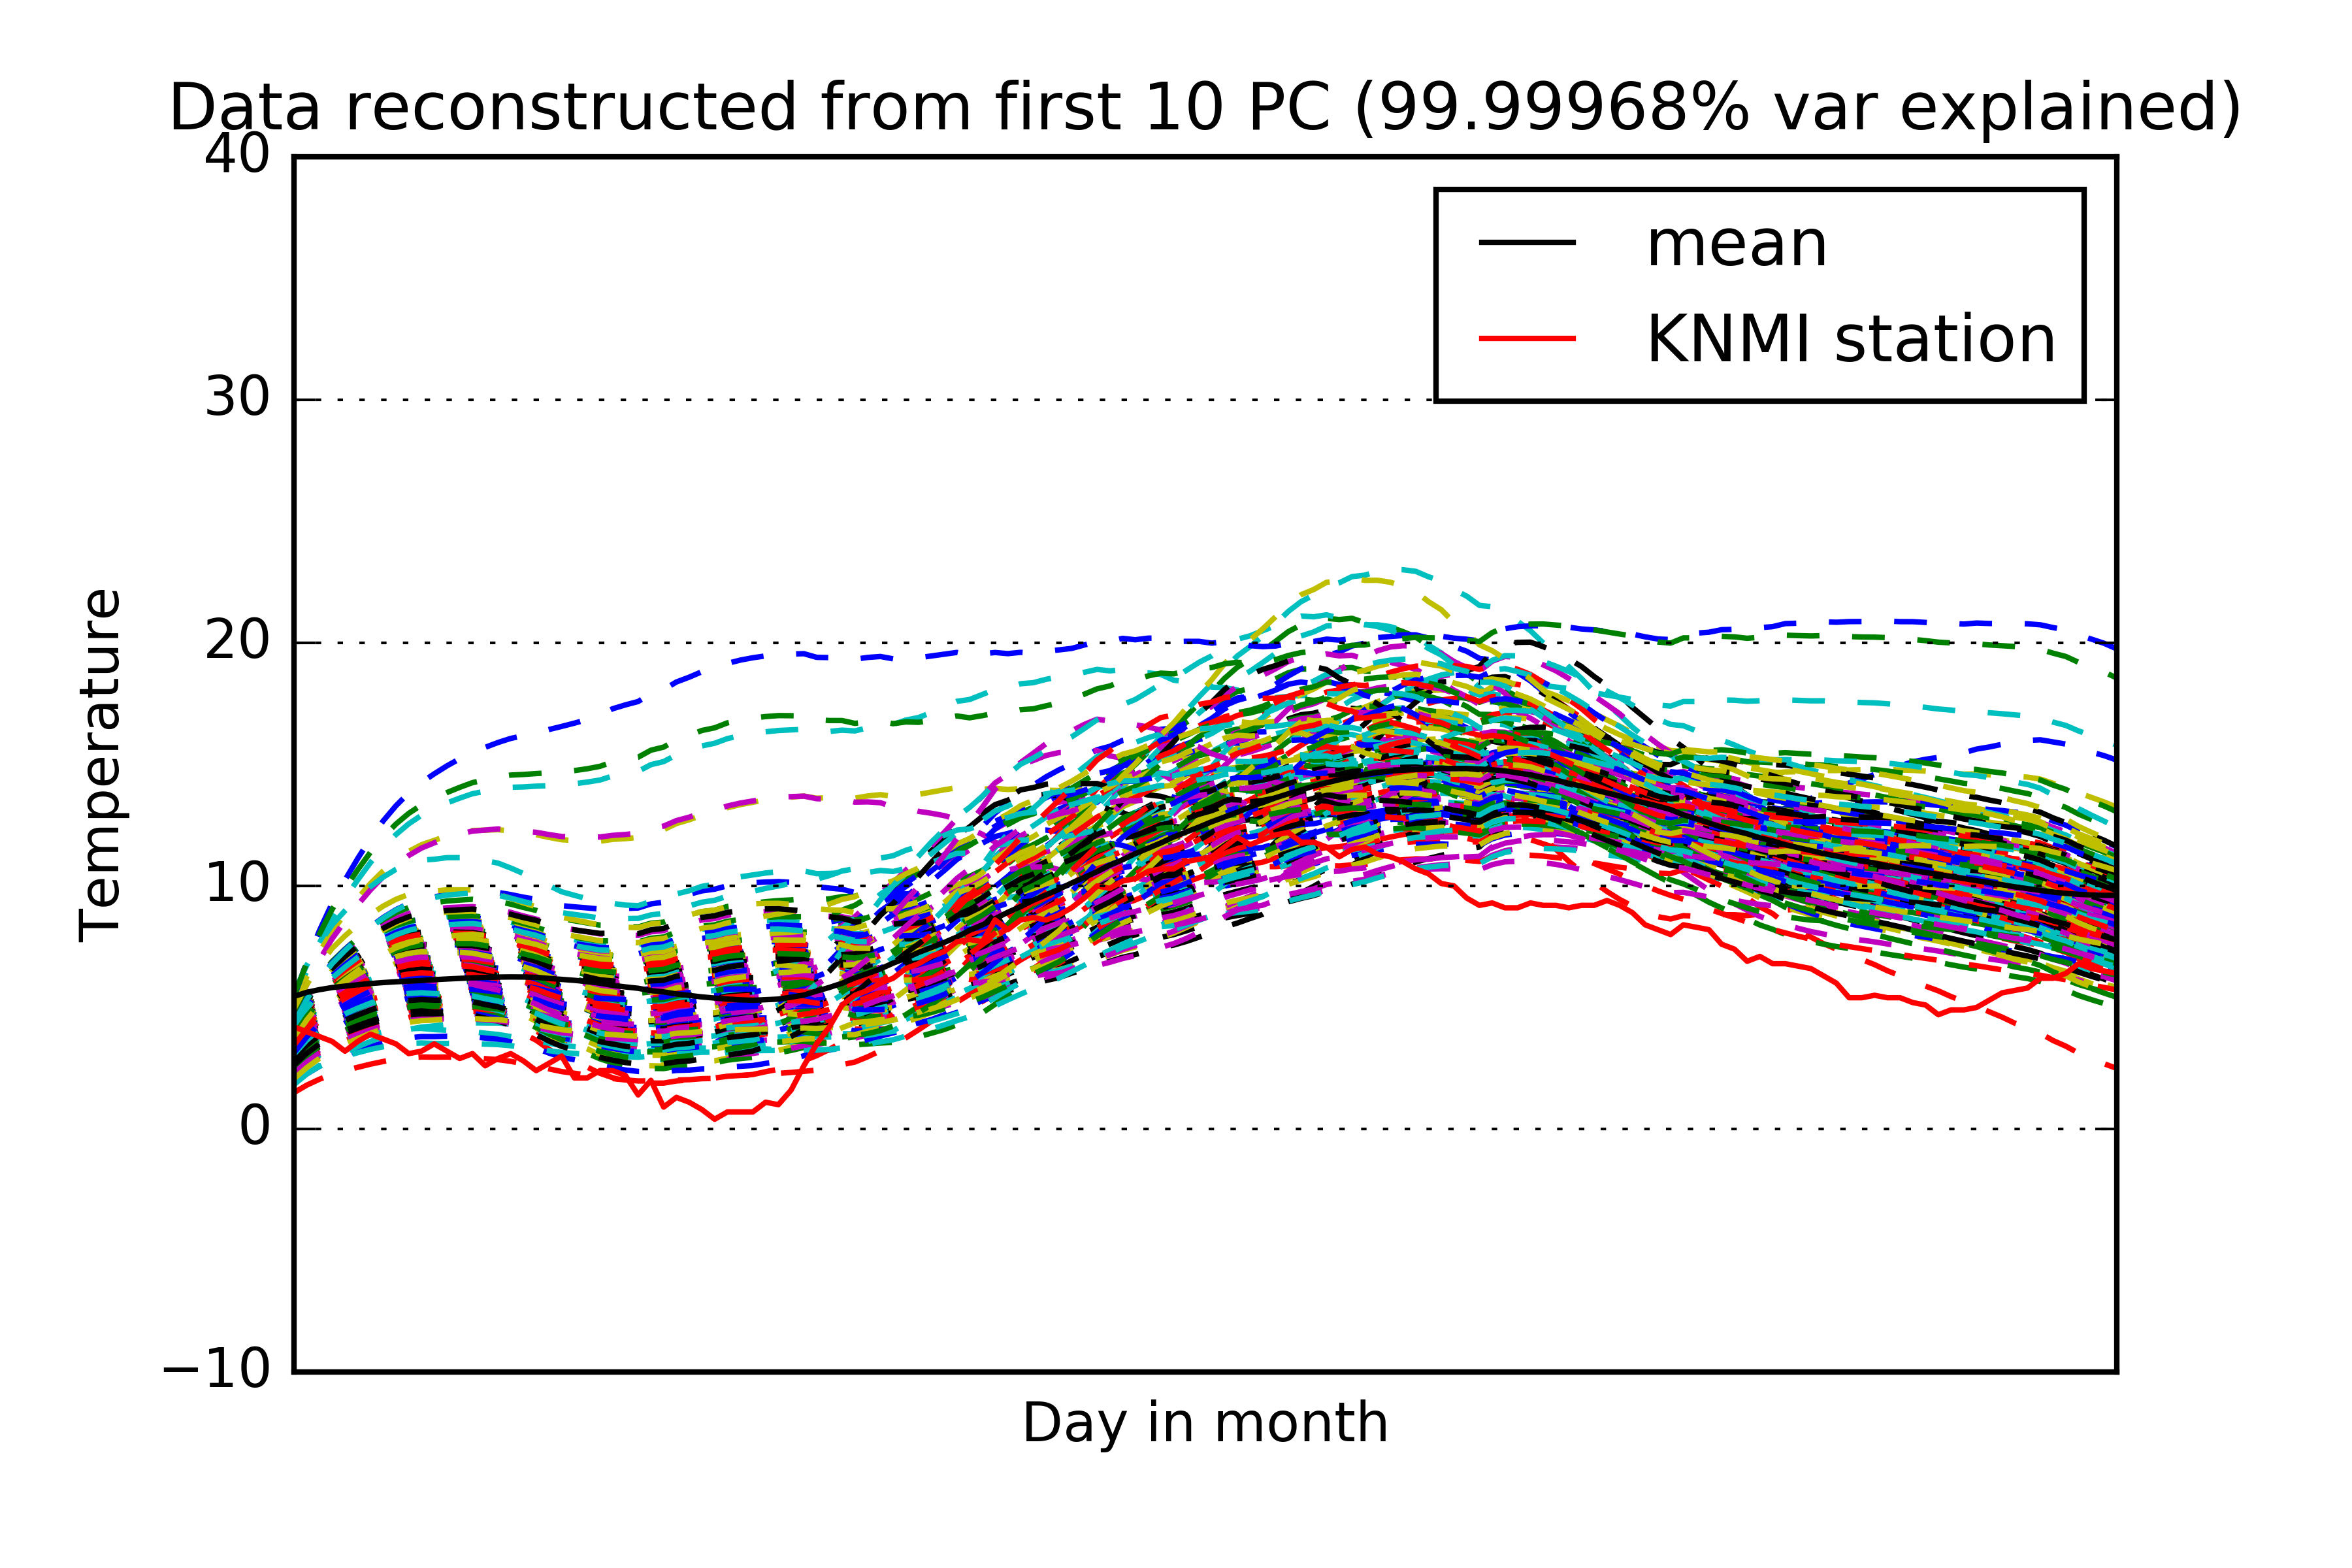 Data reconstructed from first 10 PC (99.99968% var explained)
40
30
20
10
0
−10
Temperature
mean
KNMI station
Day in month